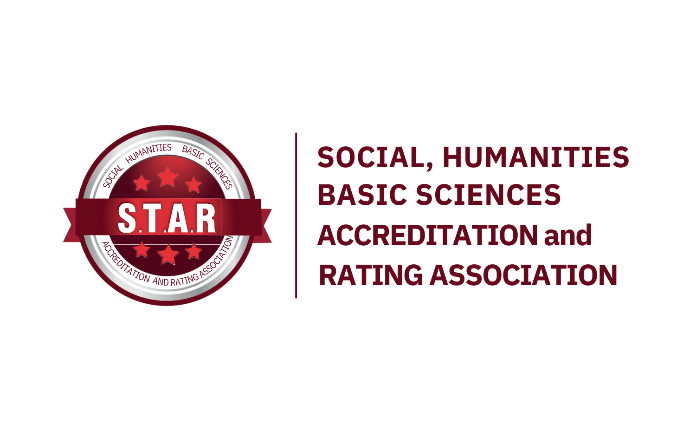 SOCIAL HUMANITIES BASIC SCIENCES
S.T.A.R
ACCREDITATION AND RATING ASSOCIATION
SOCIAL, HUMANITIES
BASIC SCIENCES
ACCREDITATION and
RATING ASSOCIATION